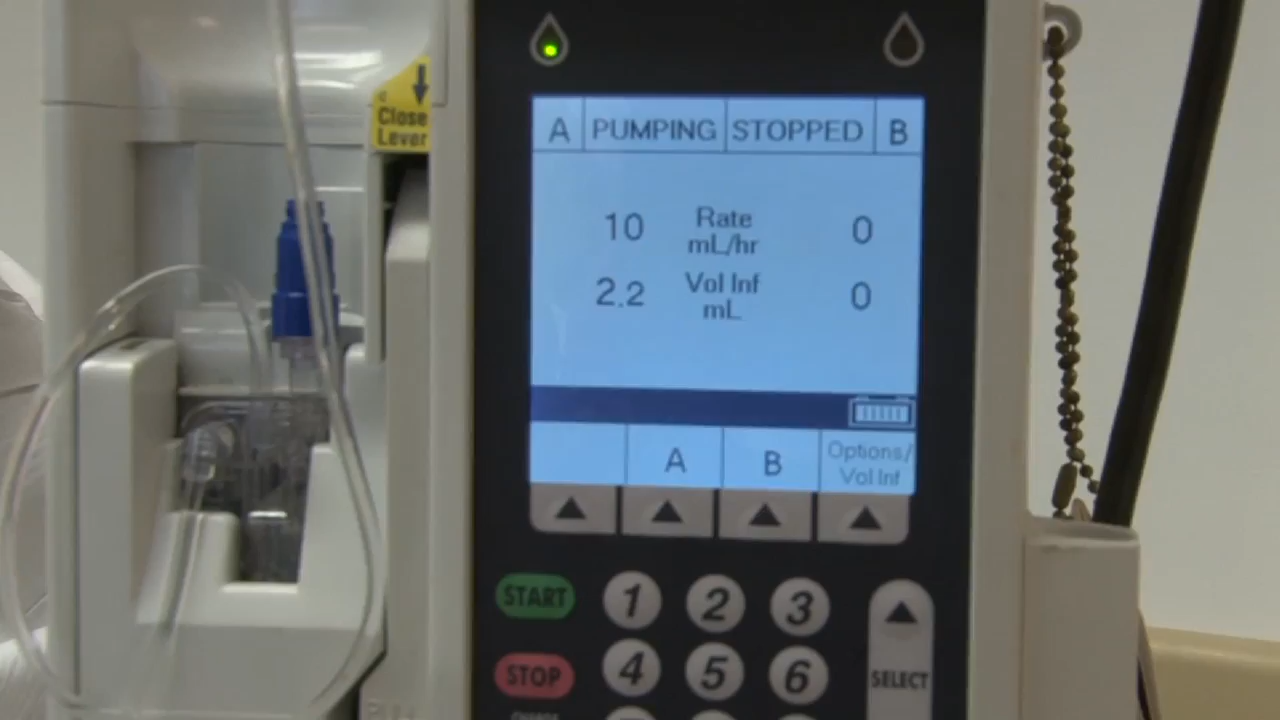 Close
Lever
A PUMPING STOPPED B
10 Rate mL/hr 0
2.2 Vol Inf mL 0
A B Options/ Vol Inf
START 1 2 3
STOP 4 5 6 SELECT